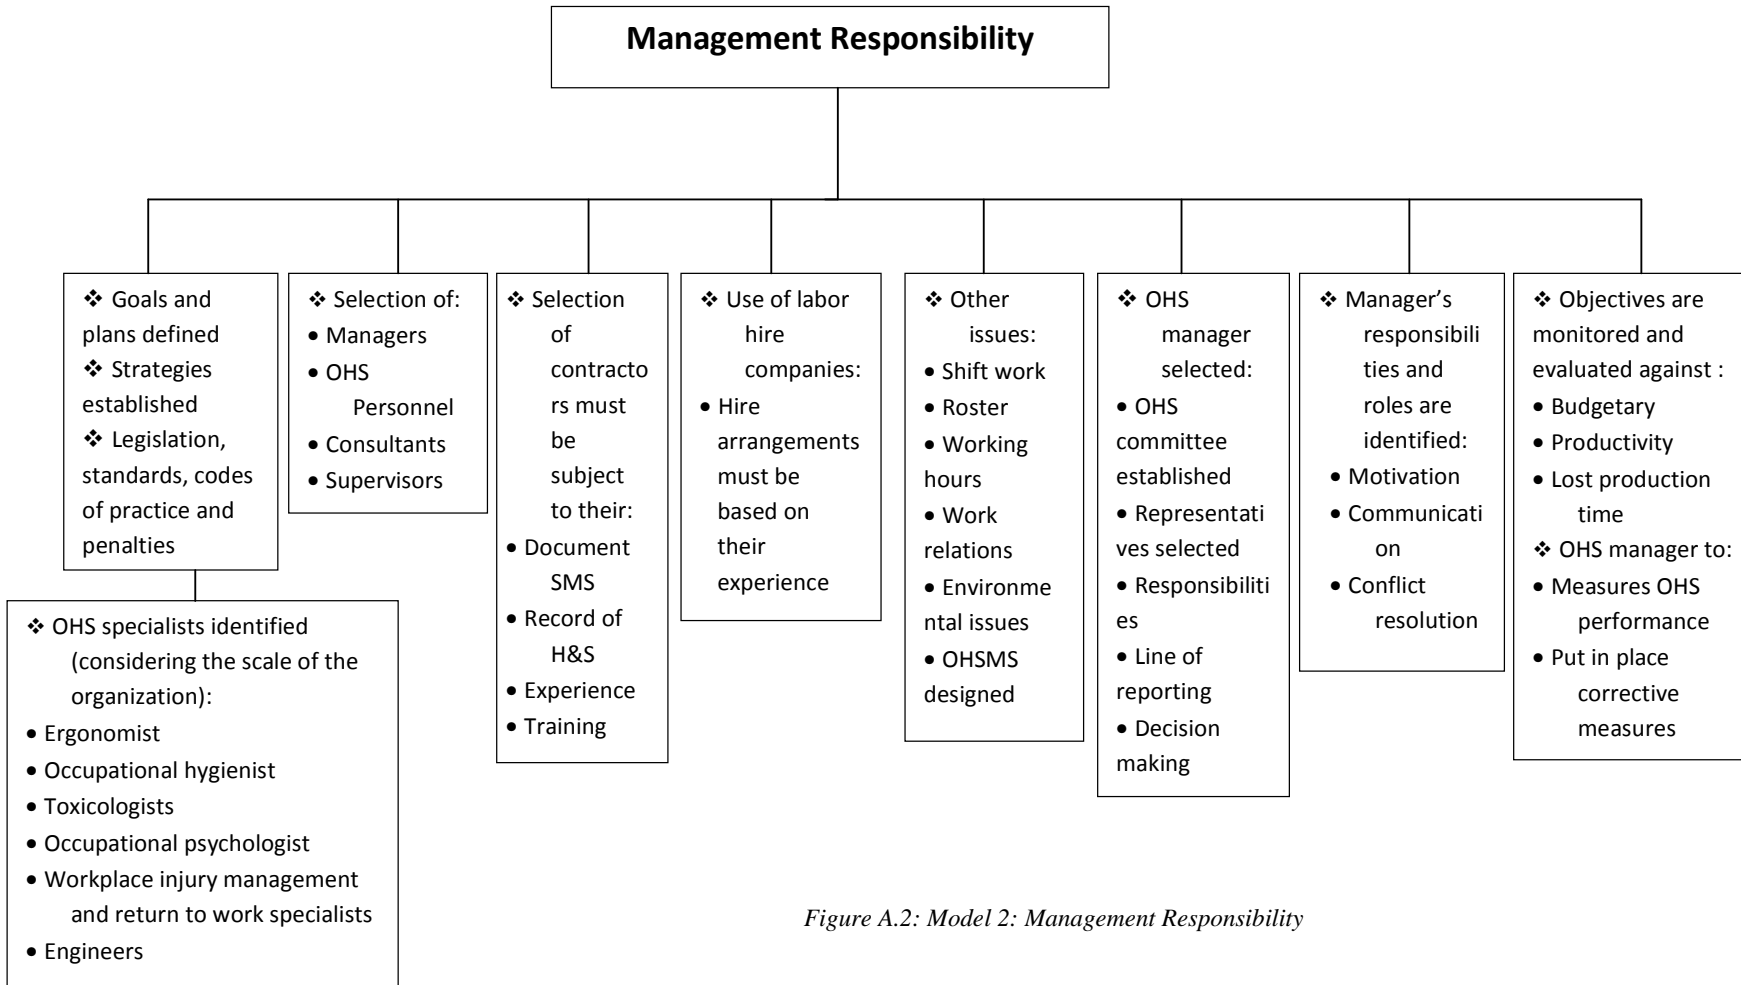 Management Responsibility
❖ Goals and
plans defined
❖ Strategies
established
❖ Legislation,
standards, codes
of practice and
penalties
❖ Selection of:
• Managers
• OHS
Personnel
• Consultants
• Supervisors
❖ Selection
of
contracto
rs must
be
subject
to their:
• Document
SMS
• Record of
H&S
• Experience
• Training
❖ Use of labor
hire
companies:
• Hire
arrangements
must be
based on
their
experience
❖ Other
issues:
• Shift work
• Roster
• Working
hours
• Work
relations
• Environme
ntal issues
• OHSMS
designed
❖ OHS
manager
selected:
• OHS
committee
established
• Representati
ves selected
• Responsibiliti
es
• Line of
reporting
• Decision
making
❖ Manager’s
responsibili
ties and
roles are
identified:
• Motivation
• Communicati
on
• Conflict
resolution
❖ Objectives are
monitored and
evaluated against :
• Budgetary
• Productivity
• Lost production
time
❖ OHS manager to:
• Measures OHS
performance
• Put in place
corrective
measures
❖ OHS specialists identified
(considering the scale of the
organization):
• Ergonomist
• Occupational hygienist
• Toxicologists
• Occupational psychologist
• Workplace injury management
and return to work specialists
• Engineers
Figure A.2: Model 2: Management Responsibility